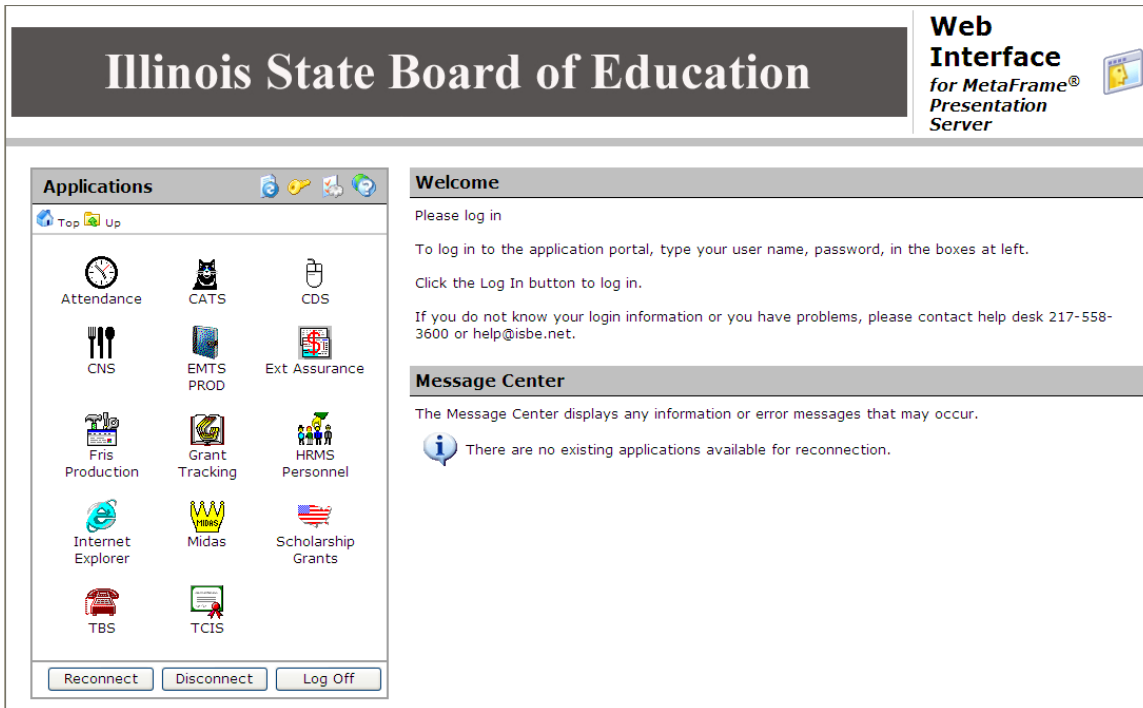 Illinois State Board of Education
Web
Interface
for MetaFrame®
Presentation
Server
Applications
Top Up
Attendance CATS CDS
CNS EMTS Ext Assurance
PROD
Fris Grant HRMS
Production Tracking Personnel
MIDAS
Internet Midas Scholarship
Explorer Grants
TBS TCIS
Reconnect Disconnect Log Off
Welcome
Please log in
To log in to the application portal, type your user name, password, in the boxes at left.
Click the Log In button to log in.
If you do not know your login information or you have problems, please contact help desk 217-558-
3600 or help@isbe.net.
Message Center
The Message Center displays any information or error messages that may occur.
There are no existing applications available for reconnection.